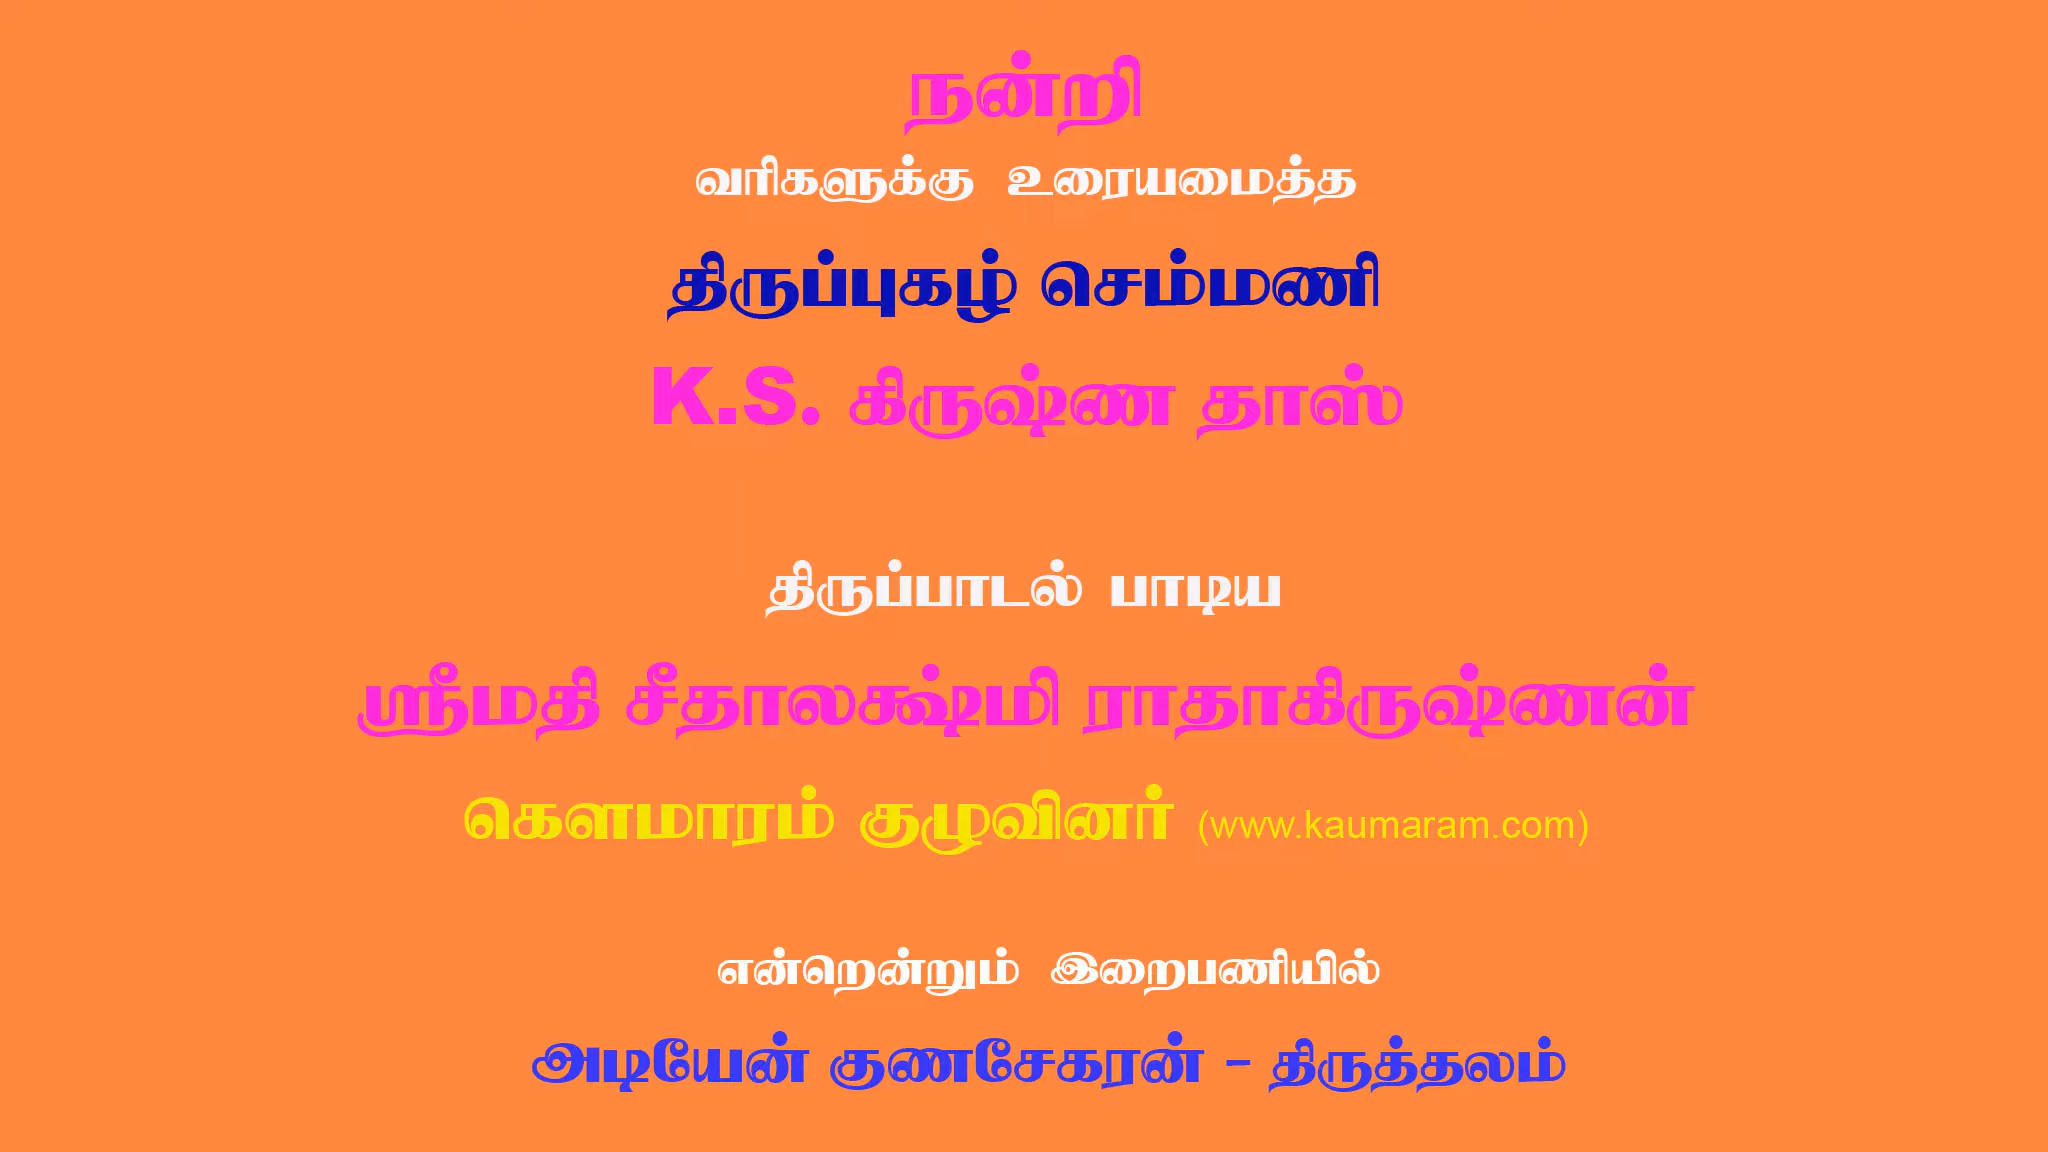 நன்றி
வரிகளுக்கு உரையமைத்த
திருப்புகழ் செம்மணி
K.S. கிருஷ்ண தாஸ்
திருப்பாடல் பாடிய
ஸ்ரீமதி சீதாலக்ஷ்மி ராதாகிருஷ்ணன்
கௌமாரம் குழுவினர் (www.kaumaram.com)
என்றென்றும் இறைபணியில்
அடியேன் குணசேகரன் - திருத்தலம்